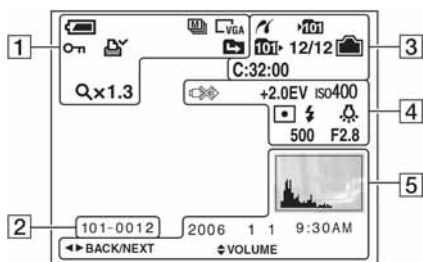 1
VGA
101
101 12/12
3
C:32:00
×1.3
+2.0EV ISO400
4
500 F2.8
5
2
101-0012
2006 1 1 9:30AM
BACK/NEXT
VOLUME